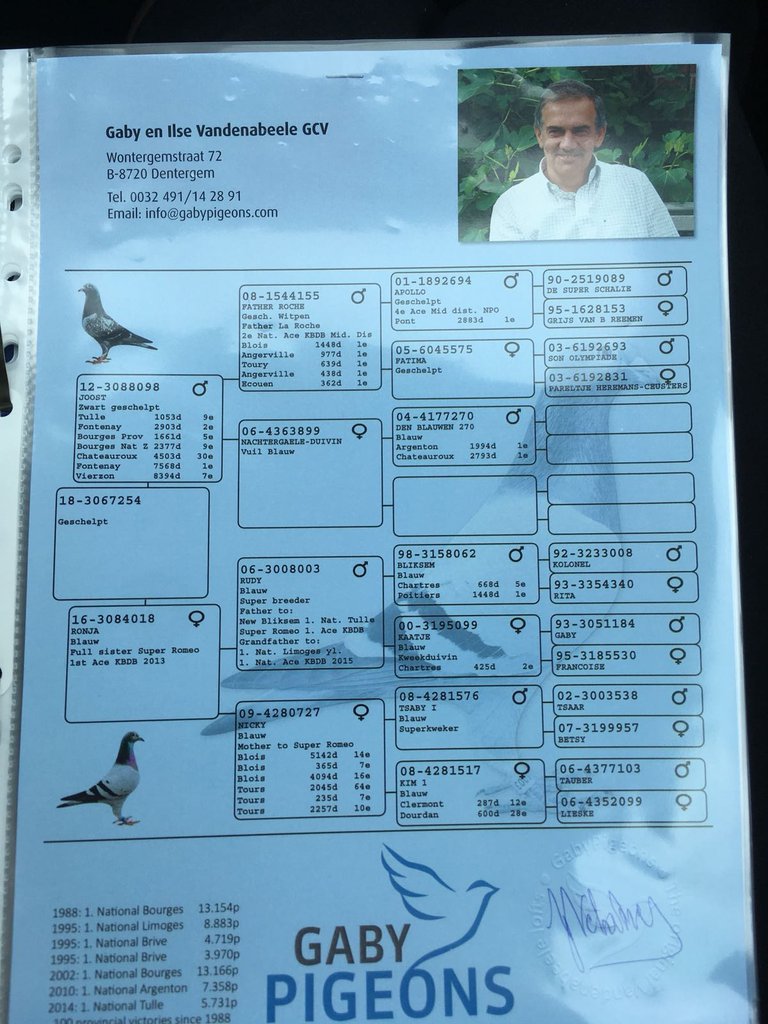 Gaby en Ilse Vandenabeele GCV
Wontergemstraat 72
B-8720 Dentergem
Tel. 0032 491/14 28 91
Email: info@gabypigeons.com
12-3088098 ♂
JOOST
Zwart geschelpt
Tulle 1053d 9e
Fontenay 2903d 2e
Bourges Prov 1661d 5e
Bourges Nat Z 2377d 9e
Chateauroux 4503d 30e
Fontenay 7568d 1e
Vierzon 8394d 7e
18-3067254
Geschelpt
16-3084018 ♀
RONJA
Blauw
Full sister Super Romeo
1st Ace KBDB 2013
08-1544155 ♂
FATHER ROCHE
Gesch. Witpen
Father La Roche
2e Nat. Ace KBDB Mid. Dis
Blois 1448d 1e
Angerville 977d 1e
Toury 639d 1e
Angerville 438d 1e
Ecouen 362d 1e
06-4363899 ♀
NACHTERGAELE-DUIVIN
Vuil Blauw
06-3008003 ♂
RUDY
Blauw
Super breeder
Father to:
New Bliksem 1. Nat. Tulle
Super Romeo 1. Ace KBDB
Grandfather to:
1. Nat. Limoges yl.
1. Nat. Ace KBDB 2015
09-4280727 ♀
NICKY
Blauw
Mother to Super Romeo
Blois 5142d 14e
Blois 365d 7e
Blois 4094d 16e
Tours 2045d 64e
Tours 235d 7e
Tours 2257d 10e
01-1892694 ♂
APOLLO
Geschelpt
4e Ace Mid dist. NPO
Pont 2883d 1e
05-6045575 ♀
FATIMA
Geschelpt
04-4177270 ♂
DEN BLAUWEN 270
Blauw
Argenton 1994d 1e
Chateauroux 2793d 1e
98-3158062 ♂
BLIKSEM
Blauw
Chartres 668d 5e
Poitiers 1448d 1e
00-3195099 ♀
KAATJE
Blauw
Kweekduivin
Chartres 425d 2e
08-4281576 ♂
TSABY I
Blauw
Superkweker
08-4281517 ♀
KIM 1
Blauw
Clermont 287d 12e
Dourdan 600d 28e
90-2519089 ♂
DE SUPER SCHALIE
95-1628153 ♀
GRIJS VAN B REEMEN
03-6192693 ♂
SON OLYMPIADE
03-6192831 ♀
PARELTJE HEREMANS-CEUSTERS
92-3233008 ♂
KOLONEL
93-3354340 ♀
RITA
93-3051184 ♂
GABY
95-3185530 ♀
FRANCOISE
02-3003538 ♂
TSAAR
07-3199957 ♀
BETSY
06-4377103 ♂
TAUBER
06-4352099 ♀
LIESKE
1988: 1. National Bourges 13.154p
1995: 1. National Limoges 8.883p
1995: 1. National Brive 4.719p
1995: 1. National Brive 3.970p
2002: 1. National Bourges 13.166p
2010: 1. National Argenton 7.358p
2014: 1. National Tulle 5.731p
100 provincial victories since 1988
GABY
PIGEONS